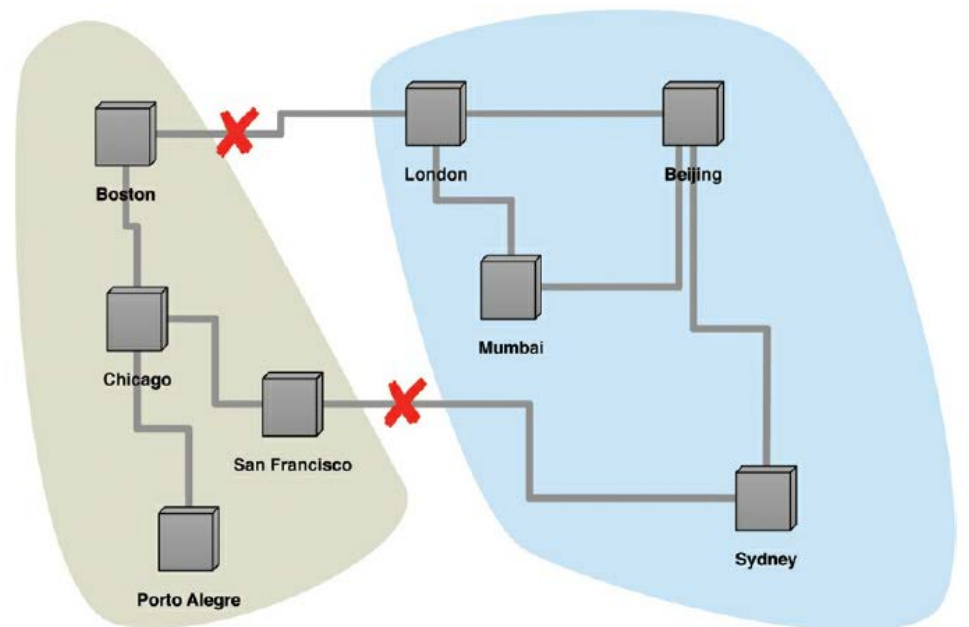 Boston
London
Beijing
Mumbai
Chicago
San Francisco
Sydney
Porto Alegre